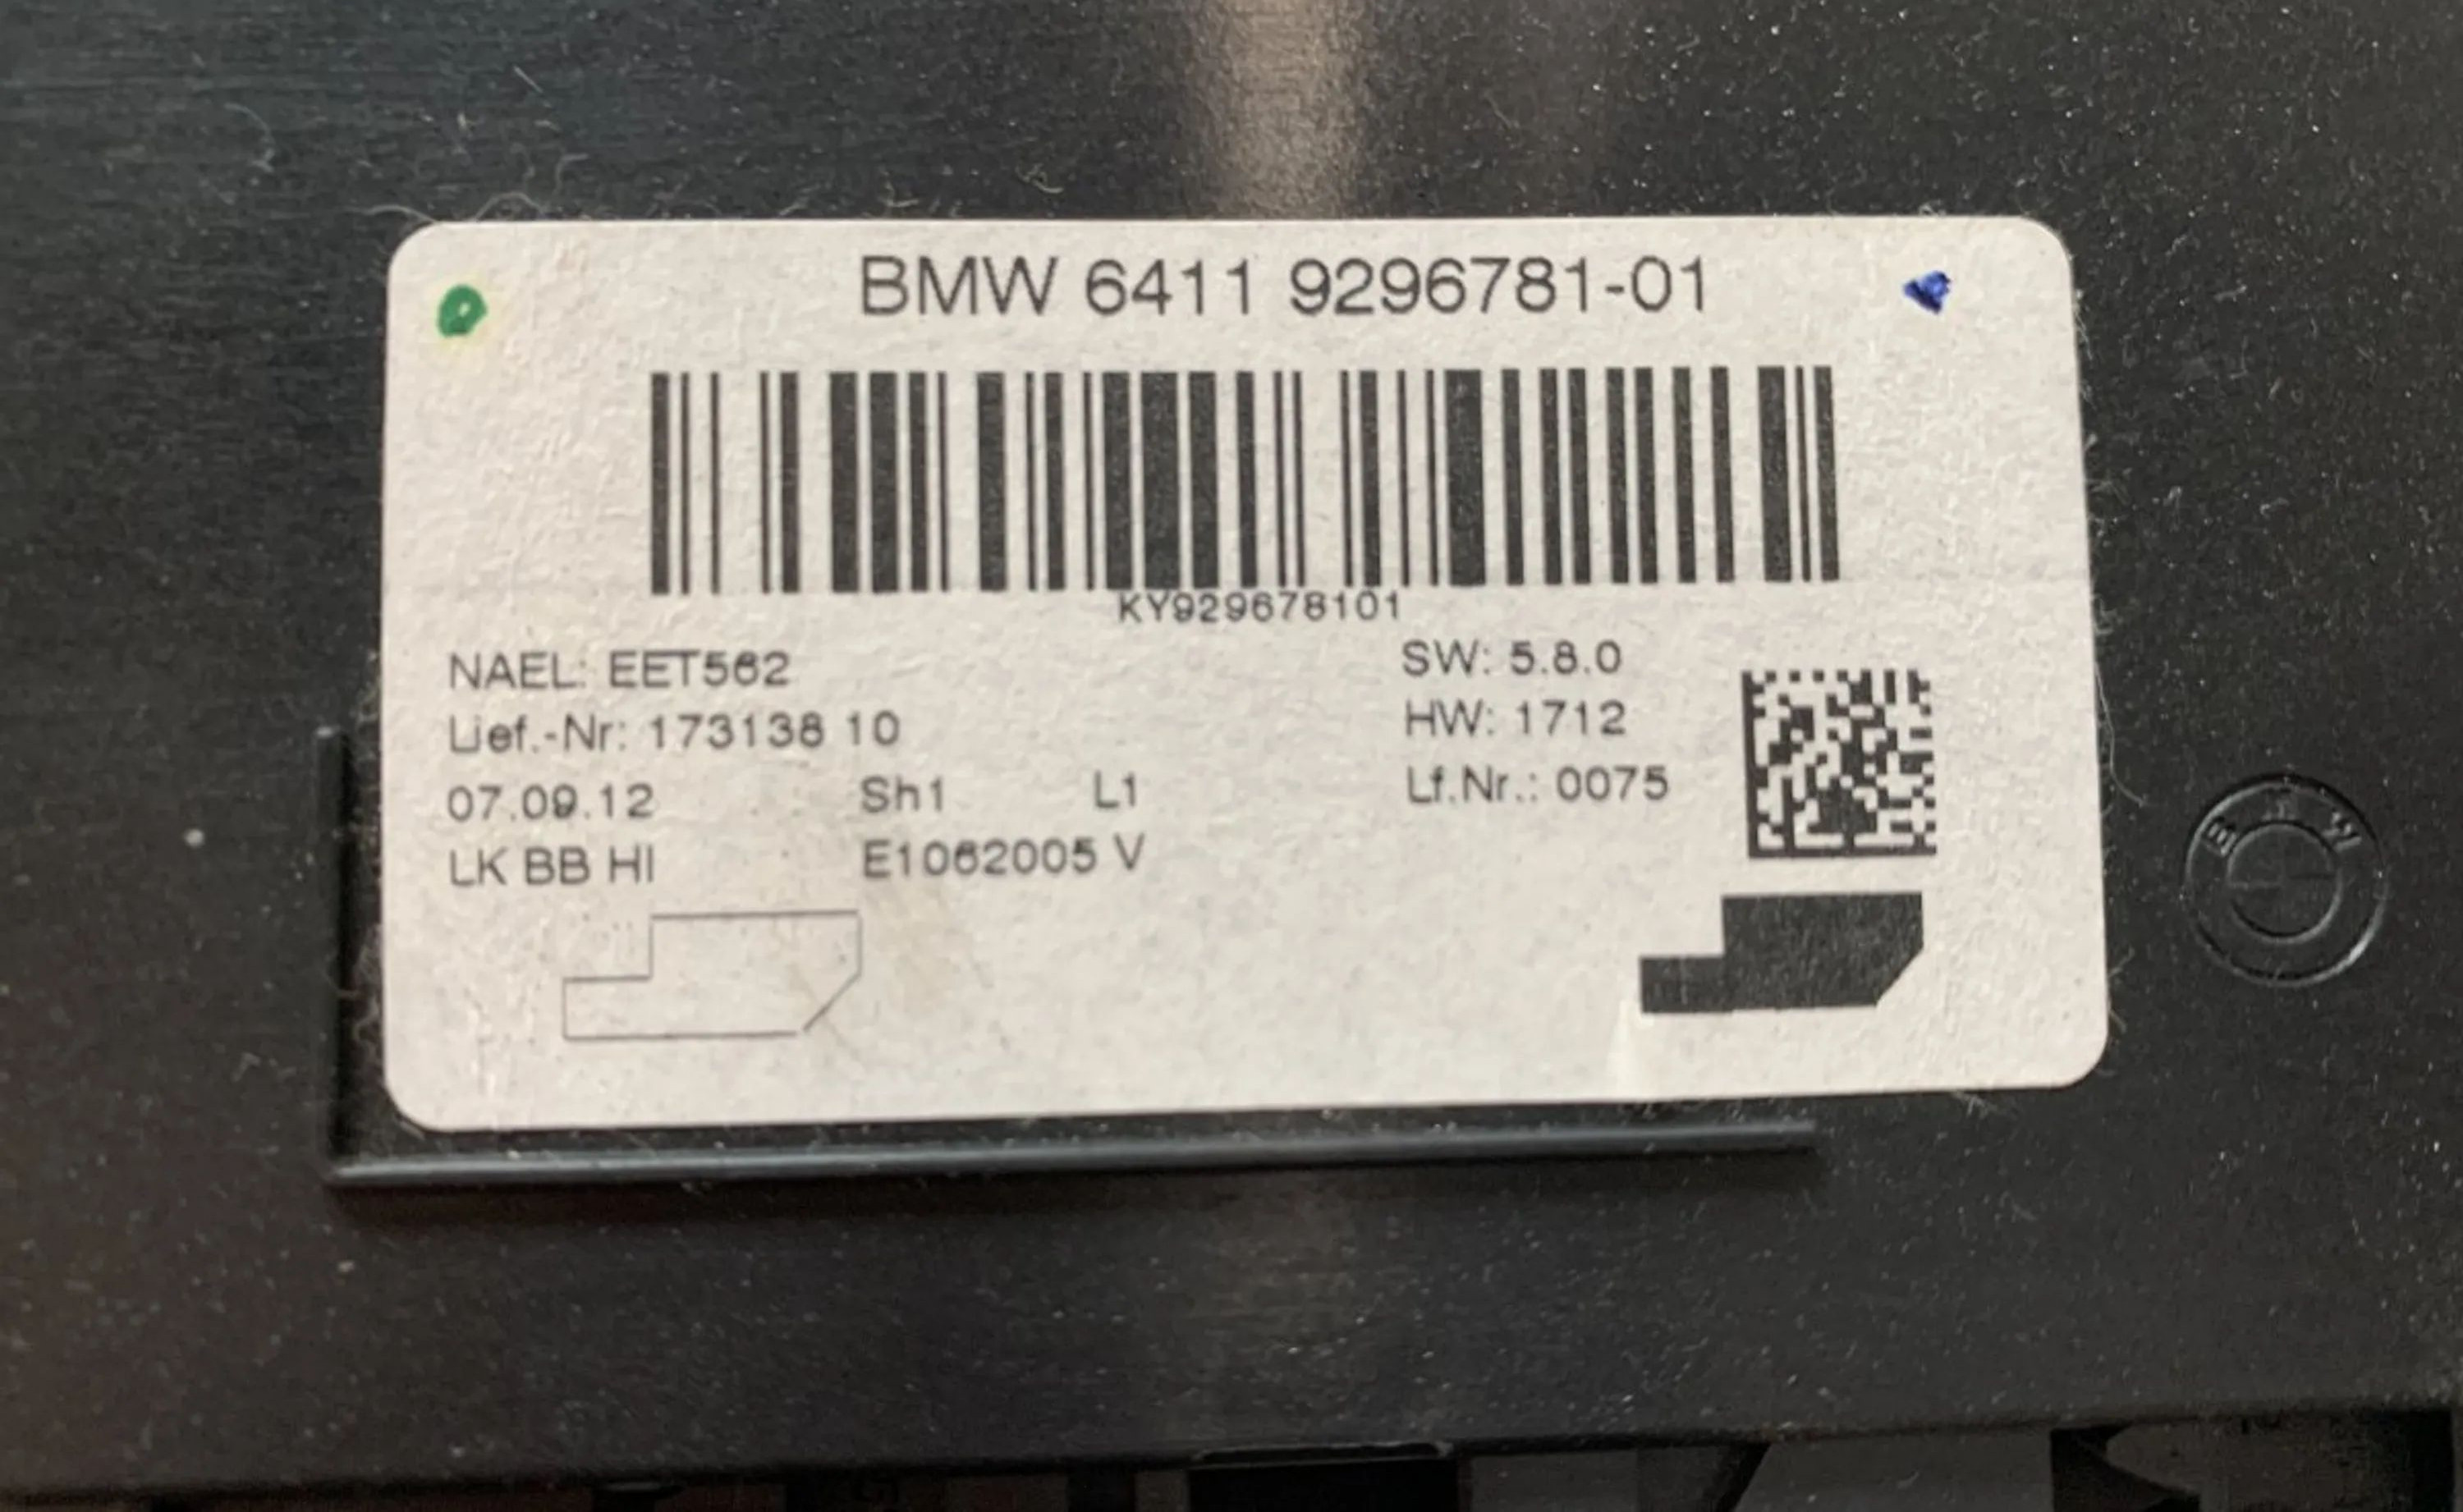 BMW 6411 9296781-01
KY929678101
NAEL: EET562
SW: 5.8.0
Lief.-Nr: 173138 10
HW: 1712
07.09.12 Sh1 L1
Lf.Nr.: 0075
LK BB HI E1062005 V
BMW